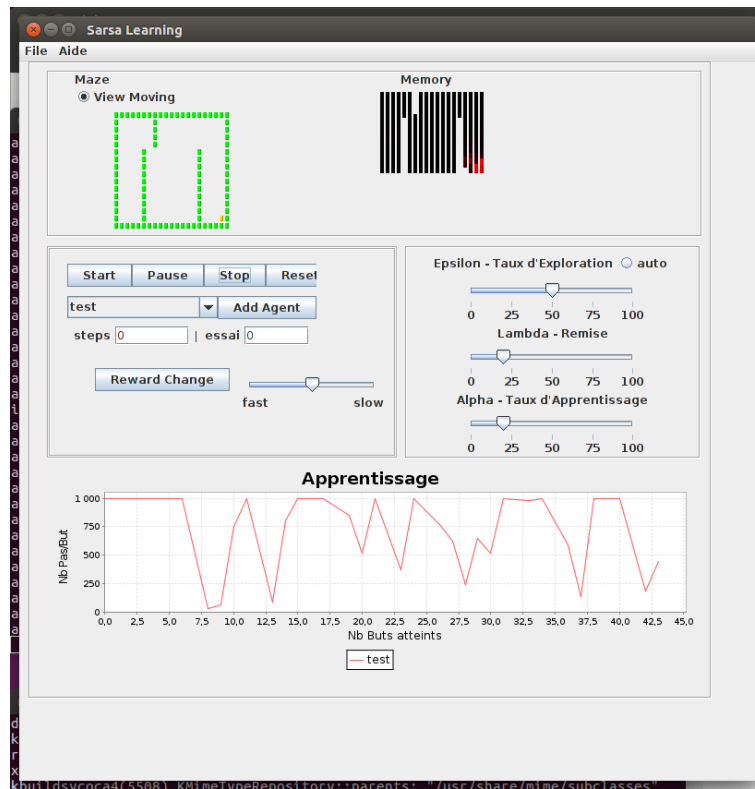 Sarsa Learning
File Aide
Maze
Memory
View Moving
Start Pause Stop Reset
test Add Agent
steps 0 | essai 0
Reward Change
fast slow
Epsilon - Taux d'Exploration auto
0 25 50 75 100
Lambda - Remise
0 25 50 75 100
Alpha - Taux d'Apprentissage
0 25 50 75 100
Apprentissage
Nb Pas/But
1 000
750
500
250
0
0,0 2,5 5,0 7,5 10,0 12,5 15,0 17,5 20,0 22,5 25,0 27,5 30,0 32,5 35,0 37,5 40,0 42,5 45,0
Nb Buts atteints
test
kbuildsycoca4(5508) KMimeTypeRepository::parents: "/usr/share/mime/subclasses"